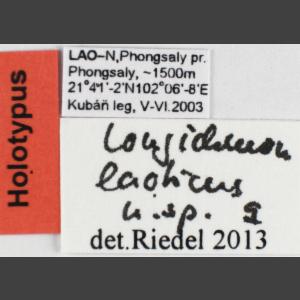 Holotypus
LAO-N,Phongsaly pr.
Phongsaly, ~1500m
21°41'-2'N102°06'-8'E
Kubáň leg, V-VI.2003
laoticus
n. sp. ♀
det.Riedel 2013